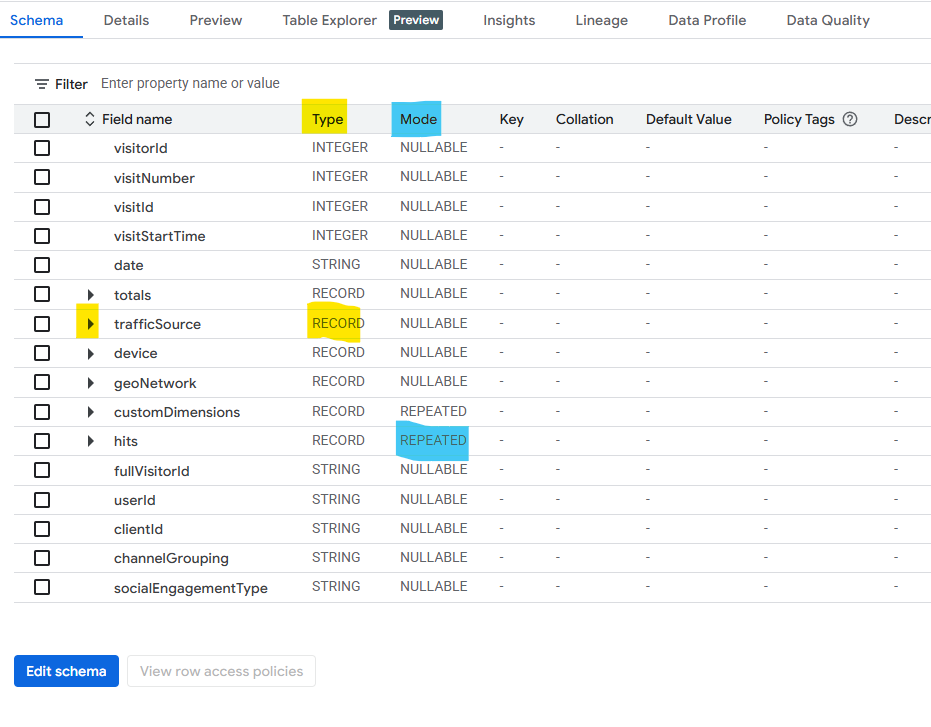 Schema Details Preview Table Explorer Preview Insights Lineage Data Profile Data Quality
Filter Enter property name or value
Field name Type Mode Key Collation Default Value Policy Tags Descr
visitorId INTEGER NULLABLE - - - - -
visitNumber INTEGER NULLABLE - - - - -
visitId INTEGER NULLABLE - - - - -
visitStartTime INTEGER NULLABLE - - - - -
date STRING NULLABLE - - - - -
totals RECORD NULLABLE - - - - -
trafficSource RECORD NULLABLE - - - - -
device RECORD NULLABLE - - - - -
geoNetwork RECORD NULLABLE - - - - -
customDimensions RECORD REPEATED - - - - -
hits RECORD REPEATED - - - - -
fullVisitorId STRING NULLABLE - - - - -
userId STRING NULLABLE - - - - -
clientId STRING NULLABLE - - - - -
channelGrouping STRING NULLABLE - - - - -
socialEngagementType STRING NULLABLE - - - - -
Edit schema View row access policies